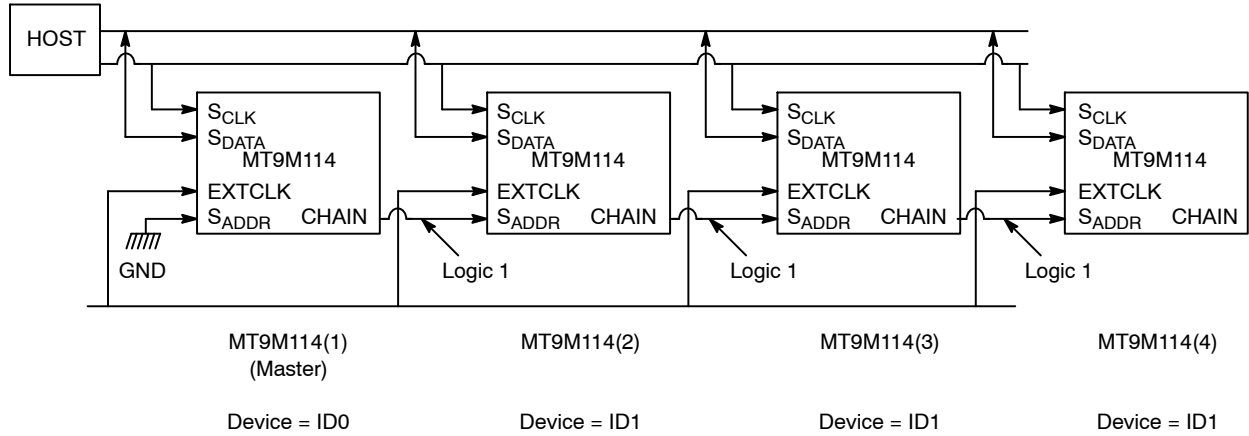 HOST
SCLK
SDATA
MT9M114
EXTCLK
SADDR CHAIN
SCLK
SDATA
MT9M114
EXTCLK
SADDR CHAIN
SCLK
SDATA
MT9M114
EXTCLK
SADDR CHAIN
SCLK
SDATA
MT9M114
EXTCLK
SADDR CHAIN
GND
Logic 1
Logic 1
Logic 1
MT9M114(1)
(Master)
MT9M114(2)
MT9M114(3)
MT9M114(4)
Device = ID0
Device = ID1
Device = ID1
Device = ID1